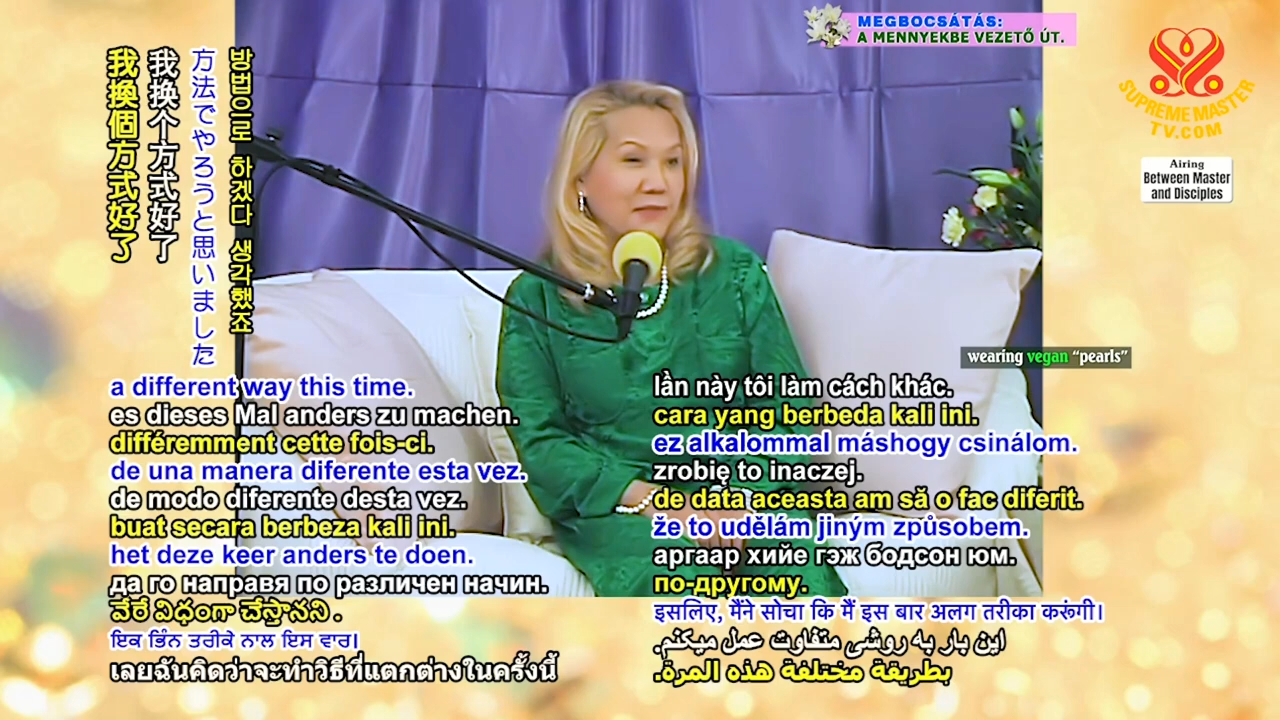 MEGBOCSÁTÁS:
A MENNYEKBE VEZETŐ ÚT.
SUPREME MASTER
TV.COM
Airing
Between Master
and Disciples
방법으로 하겠다 생각했죠
方法でやろうと思いました
我换个方式好了
我換個方式好了
wearing vegan “pearls”
a different way this time.
es dieses Mal anders zu machen.
différemment cette fois-ci.
de una manera diferente esta vez.
de modo diferente desta vez.
buat secara berbeza kali ini.
het deze keer anders te doen.
да го направя по различен начин.
వేరే విధంగా చేస్తానని .
ਇਕ ਭਿੰਨ ਤਰੀਕੇ ਨਾਲ ਇਸ ਵਾਰ।
เลยฉันคิดว่าจะทำวิธีที่แตกต่างในครั้งนี้
lần này tôi làm cách khác.
cara yang berbeda kali ini.
ez alkalommal máshogy csinálom.
zrobię to inaczej.
de data aceasta am să o fac diferit.
že to udělám jiným způsobem.
аргаар хийе гэж бодсон юм.
по-другому.
इसलिए, मैंने सोचा कि मैं इस बार अलग तरीका करूंगी।
این بار به روشی متفاوت عمل میکنم.
بطريقة مختلفة هذه المرة.